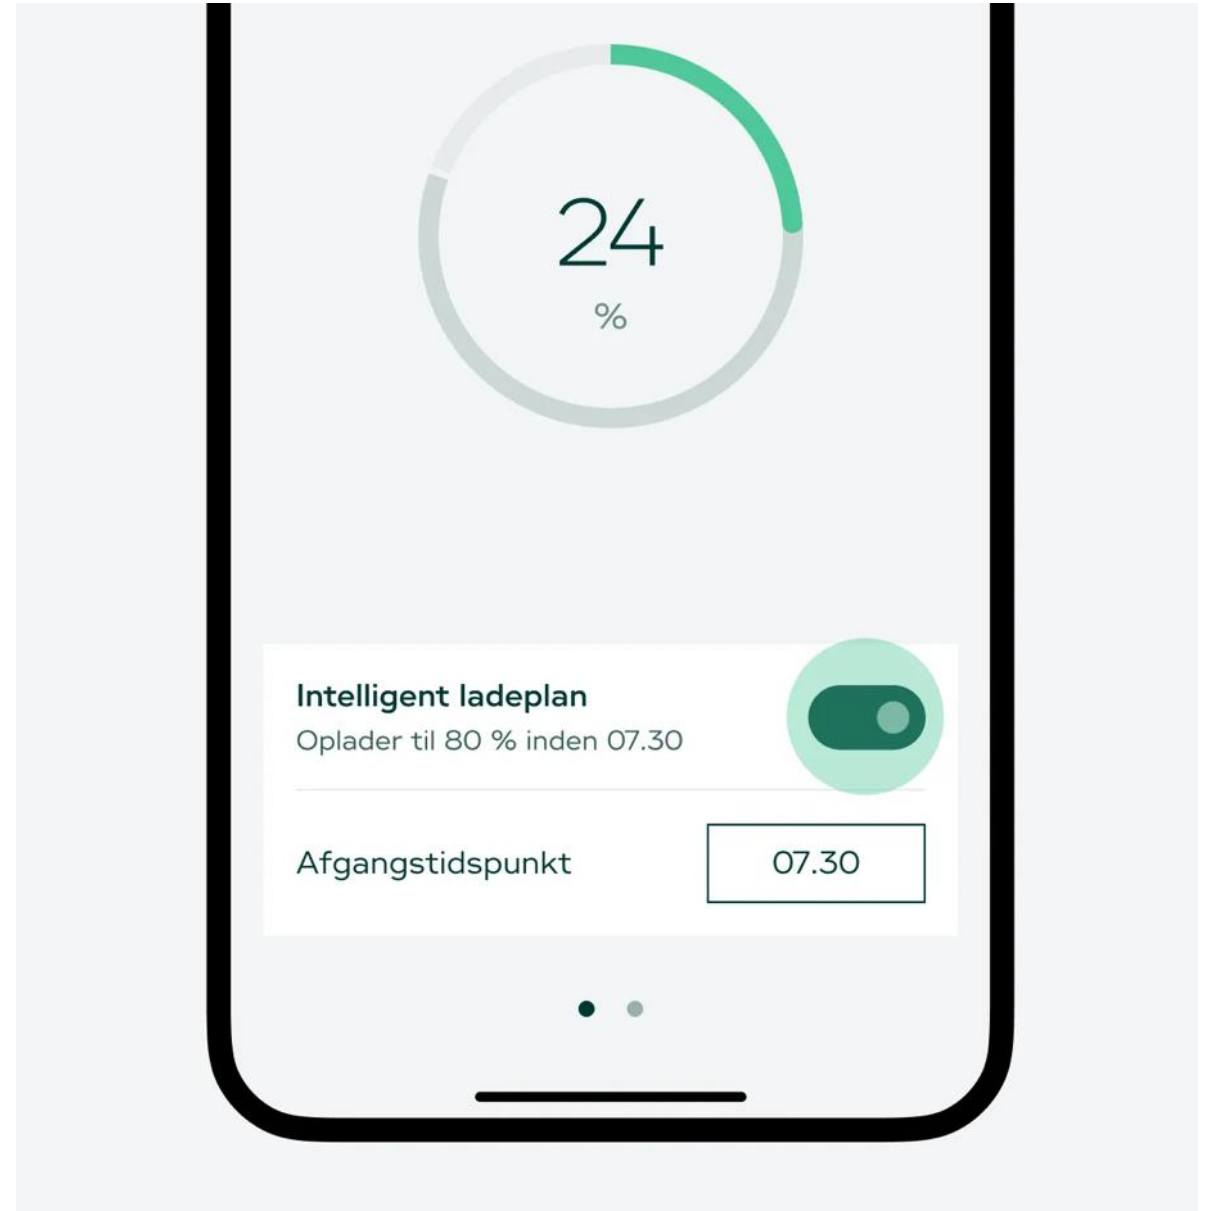 24
%
Intelligent ladeplan
Oplader til 80 % inden 07.30
Afgangstidspunkt
07.30